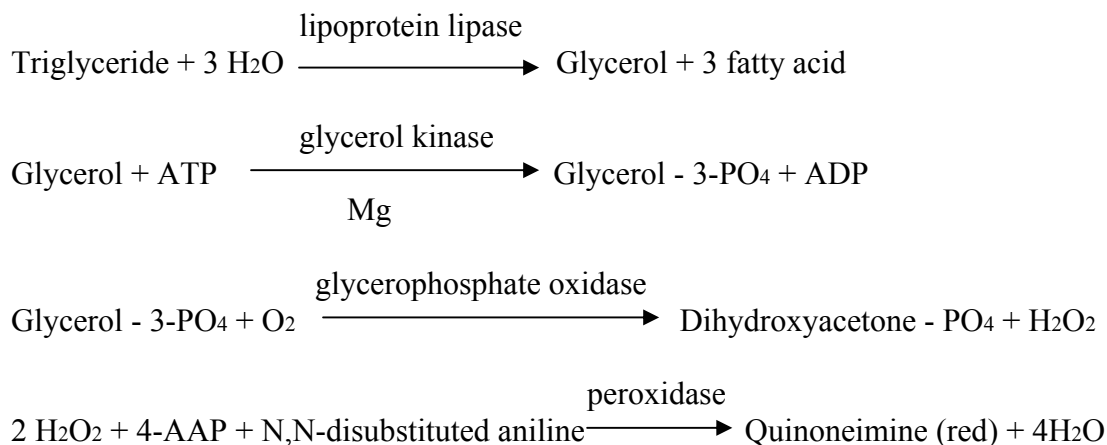 lipoprotein lipase
Triglyceride + 3 H2O Glycerol + 3 fatty acid
glycerol kinase
Glycerol + ATP Glycerol - 3-PO4 + ADP
Mg
glycerophosphate oxidase
Glycerol - 3-PO4 + O2 Dihydroxyacetone - PO4 + H2O2
peroxidase
2 H2O2 + 4-AAP + N,N-disubstituted aniline Quinoneimine (red) + 4H2O